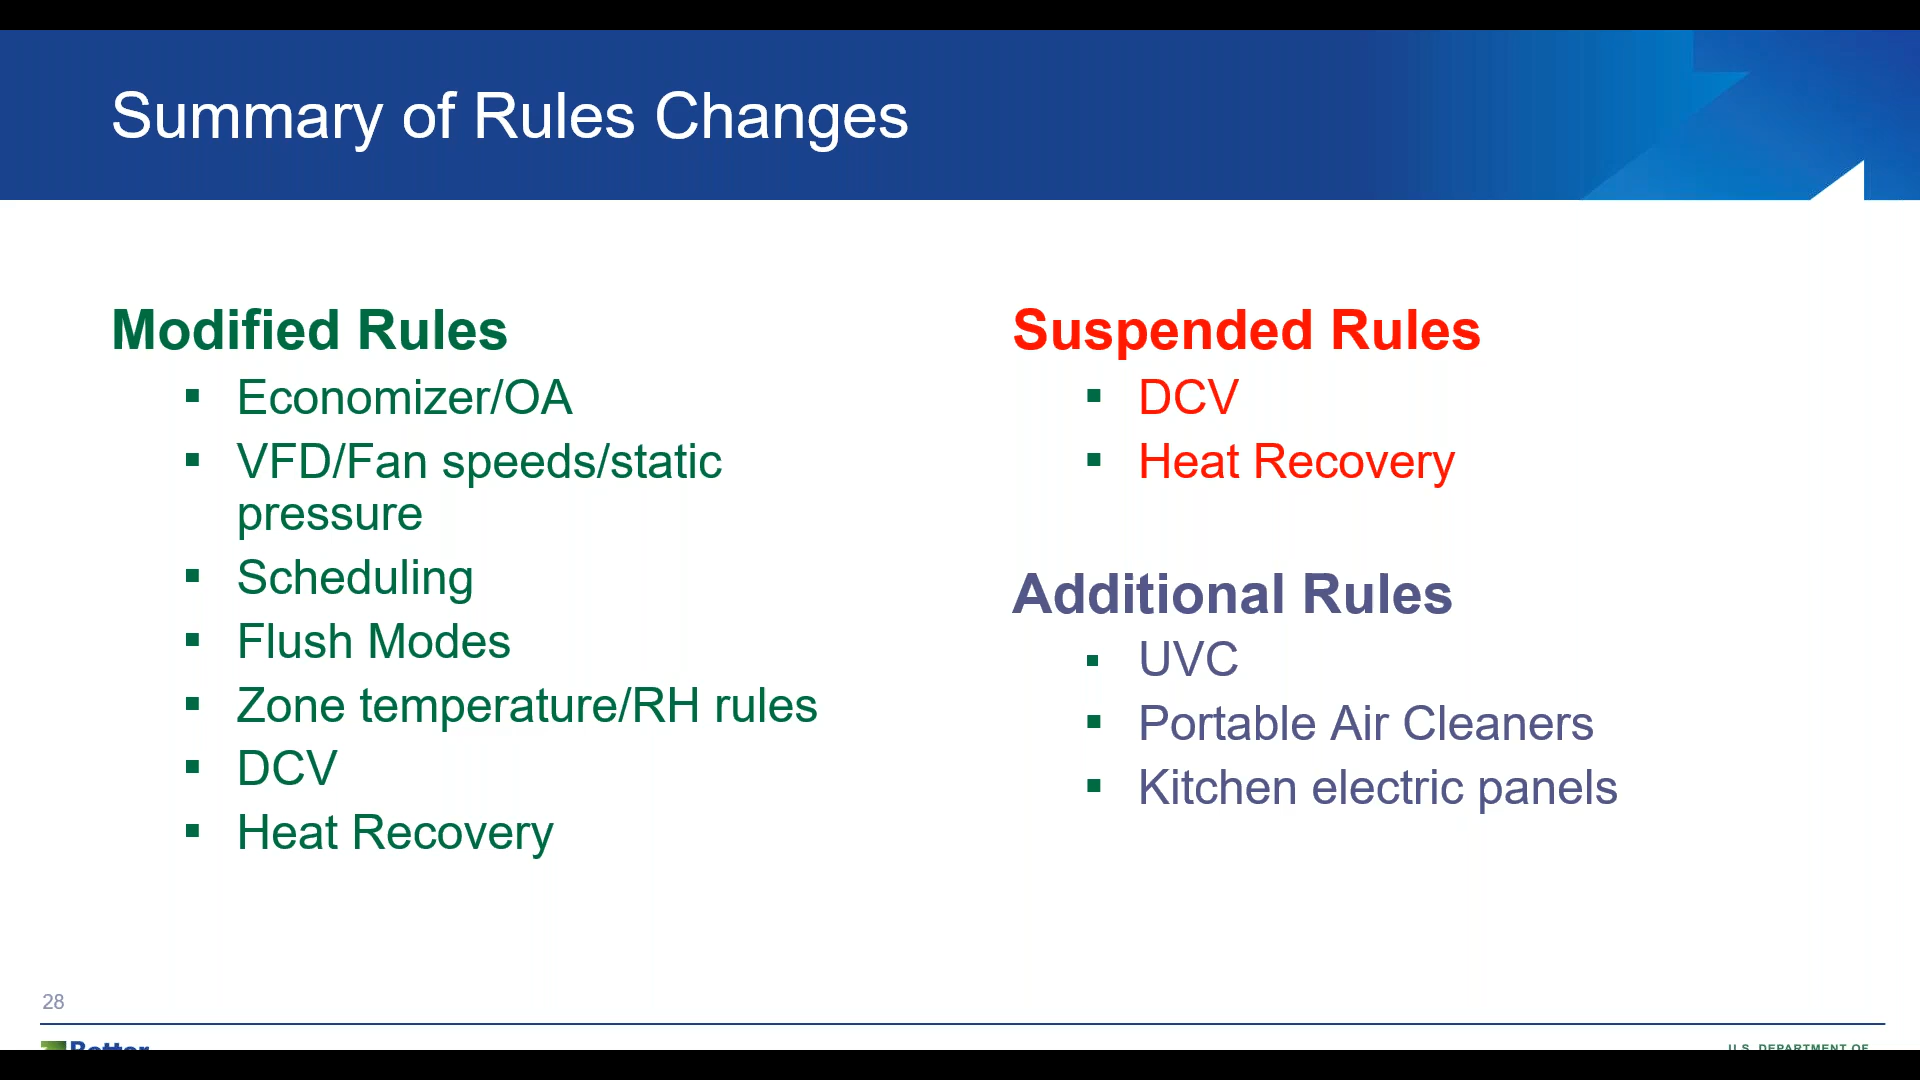 Summary of Rules Changes
Modified Rules
▪ Economizer/OA
▪ VFD/Fan speeds/static
pressure
▪ Scheduling
▪ Flush Modes
▪ Zone temperature/RH rules
▪ DCV
▪ Heat Recovery
Suspended Rules
▪ DCV
▪ Heat Recovery
Additional Rules
▪ UVC
▪ Portable Air Cleaners
▪ Kitchen electric panels
28
Better
U.S. DEPARTMENT OF